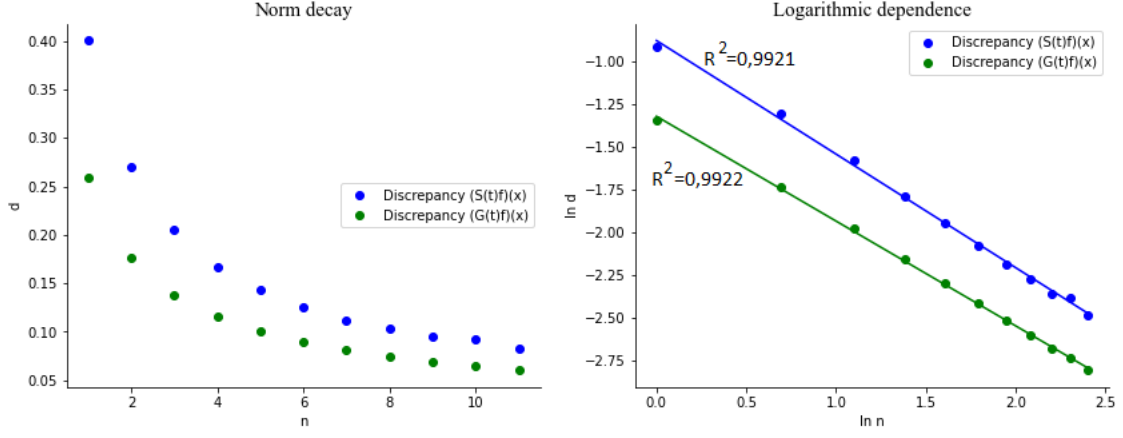 Norm decay
0.40
0.35
0.30
0.25
0.20
0.15
0.10
0.05
d
2
4
6
8
10
n
Discrepancy (S(t)f)(x)
Discrepancy (G(t)f)(x)
Logarithmic dependence
−1.00
−1.25
−1.50
−1.75
−2.00
−2.25
−2.50
−2.75
ln d
0.0
0.5
1.0
1.5
2.0
2.5
ln n
Discrepancy (S(t)f)(x)
Discrepancy (G(t)f)(x)
R²=0,9921
R²=0,9922